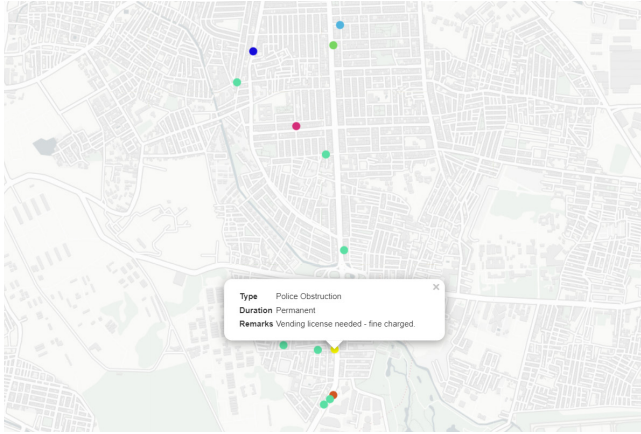 ×
Type Police Obstruction
Duration Permanent
Remarks Vending license needed - fine charged.